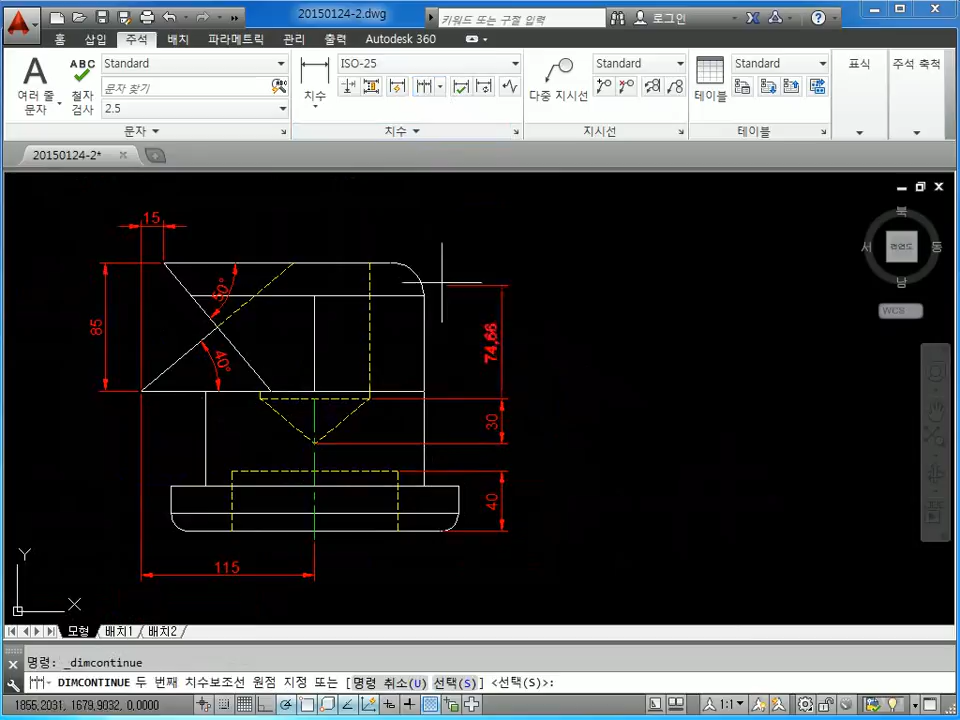 20150124-2.dwg
키워드 또는 구절 입력
로그인
홈 삽입 주석 배치 파라메트릭 관리 출력 Autodesk 360
여러 줄 문자
ABC
철자 검사
Standard
문자 찾기
2.5
치수
ISO-25
다중 지시선
Standard
테이블
Standard
표식
주석 축척
문자 치수 지시선 테이블
20150124-2*
북
서 평면도 동
남
WCS
15
50°
85
40°
74,66
30
40
115
Y
X
모형 배치1 배치2
명령: _dimcontinue
DIMCONTINUE 두 번째 치수보조선 원점 지정 또는 [명령 취소(U) 선택(S)] <선택(S)>:
1855,2031, 1679,9032, 0,0000
1:1